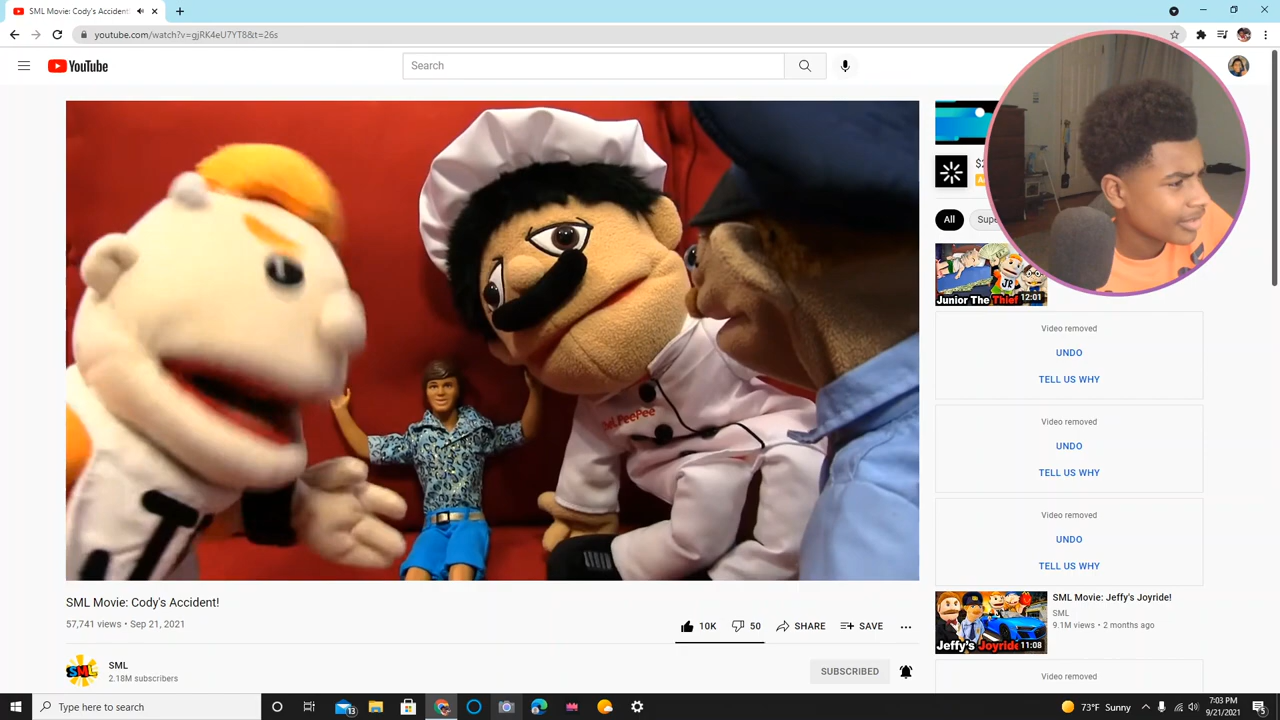 SML Movie: Cody's Accident!
youtube.com/watch?v=gjRK4eU7YT8&t=26s
YouTube
Search
All
Junior The Thief
12:01
Video removed
UNDO
TELL US WHY
Video removed
UNDO
TELL US WHY
Video removed
UNDO
TELL US WHY
SML Movie: Jeffy's Joyride!
SML
9.1M views • 2 months ago
Jeffy's Joyride
11:08
Video removed
SML Movie: Cody's Accident!
57,741 views • Sep 21, 2021
10K
50
SHARE
SAVE
SML
SML
2.18M subscribers
SUBSCRIBED
Type here to search
13
73°F Sunny
7:03 PM
9/21/2021